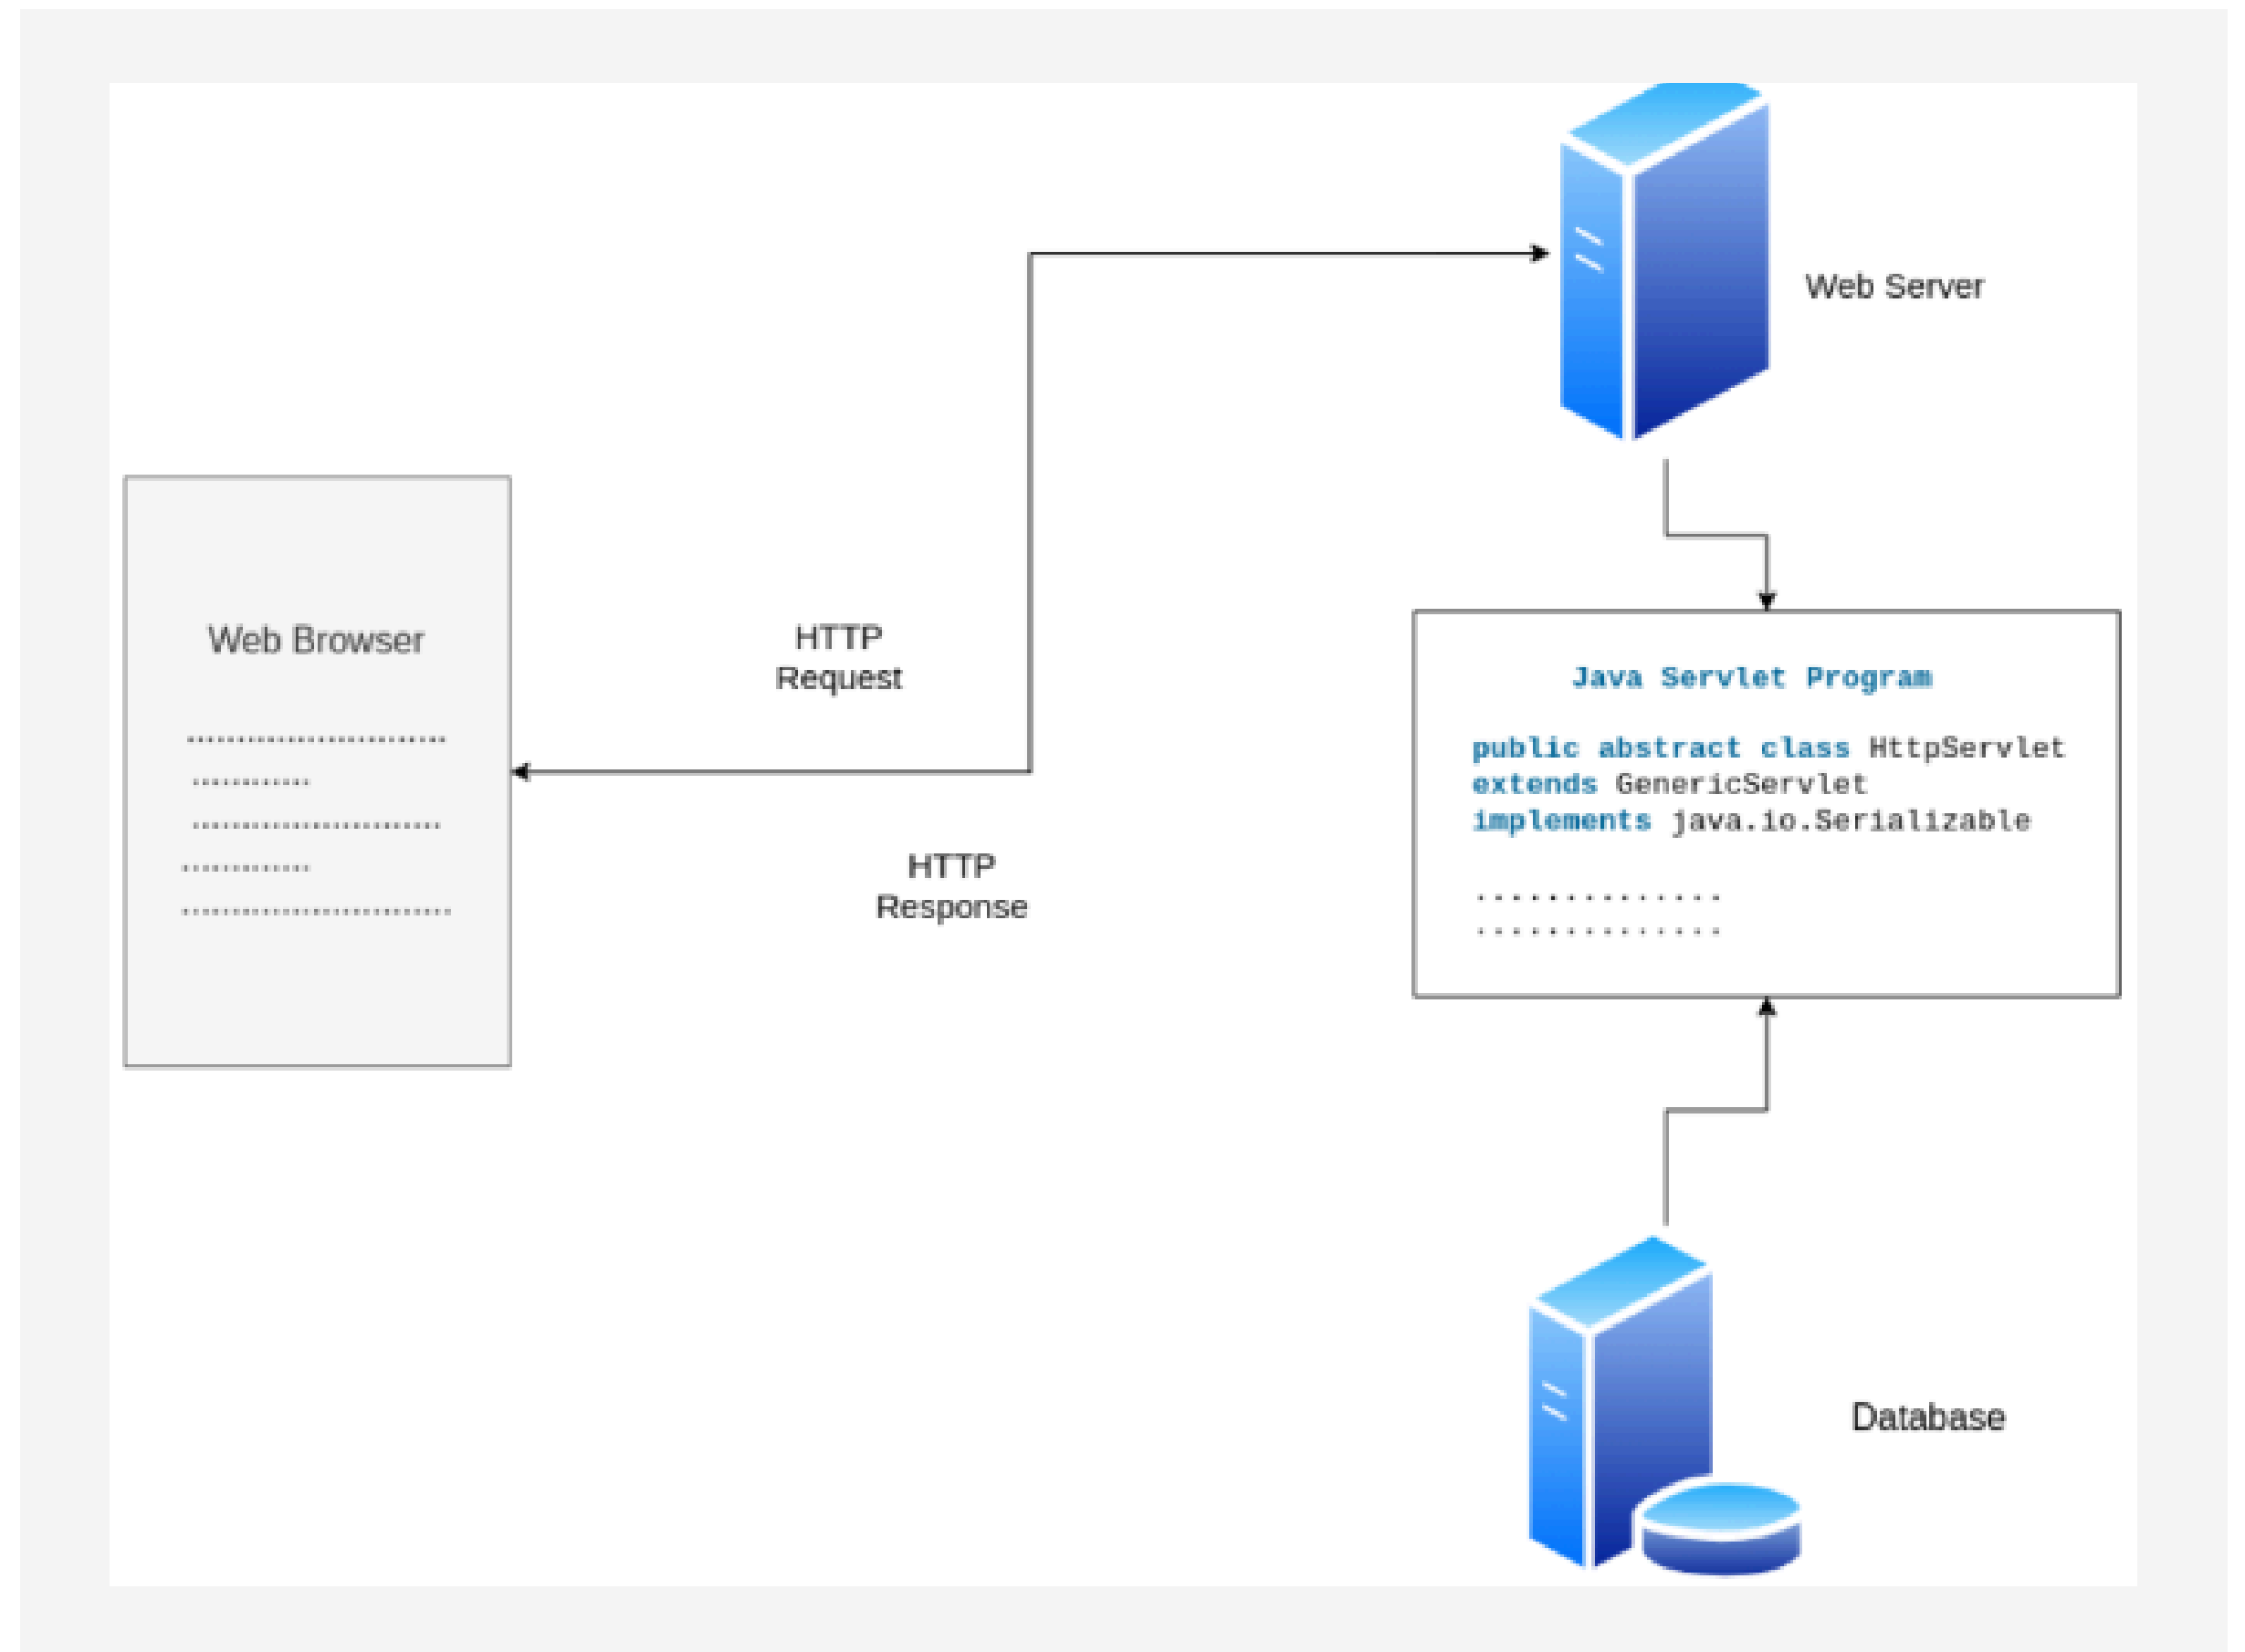 Web Server
Web Browser
..........................
............
.........................
.............
...........................
HTTP
Request
HTTP
Response
Java Servlet Program
public abstract class HttpServlet
extends GenericServlet
implements java.io.Serializable
..............
..............
Database